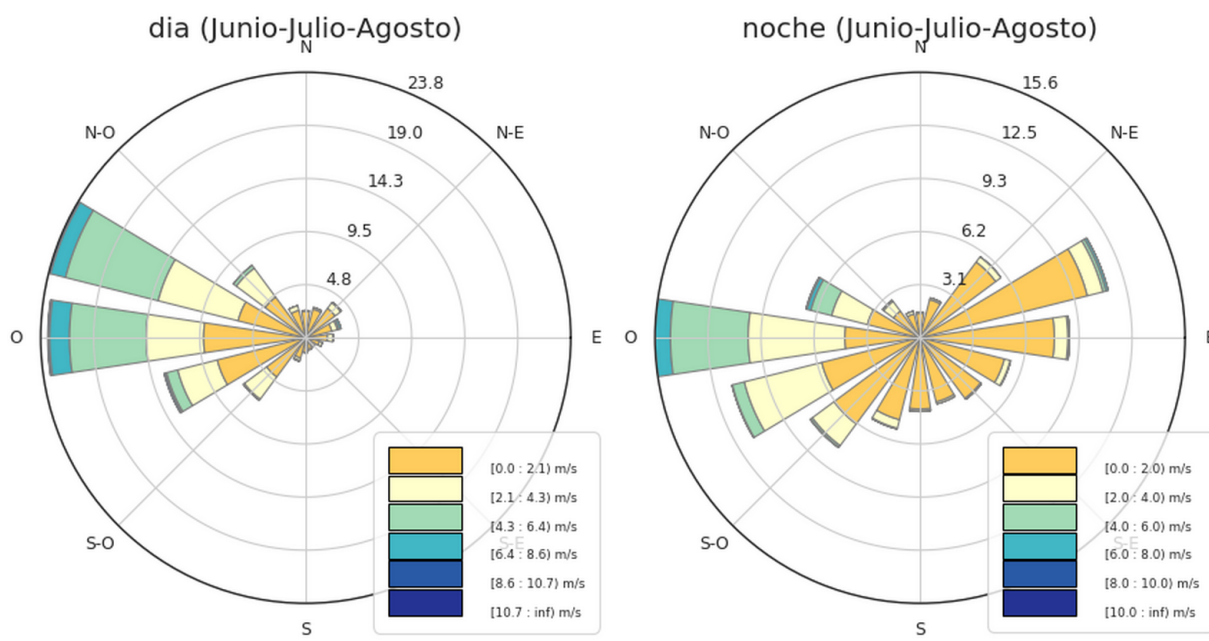 dia (Junio-Julio-Agosto)
N
23.8
19.0
14.3
9.5
4.8
N-O
N-E
O
E
S-O
S-E
S
[0.0 : 2.1) m/s
[2.1 : 4.3) m/s
[4.3 : 6.4) m/s
[6.4 : 8.6) m/s
[8.6 : 10.7) m/s
[10.7 : inf) m/s
noche (Junio-Julio-Agosto)
N
15.6
12.5
9.3
6.2
3.1
N-O
N-E
O
E
S-O
S-E
S
[0.0 : 2.0) m/s
[2.0 : 4.0) m/s
[4.0 : 6.0) m/s
[6.0 : 8.0) m/s
[8.0 : 10.0) m/s
[10.0 : inf) m/s